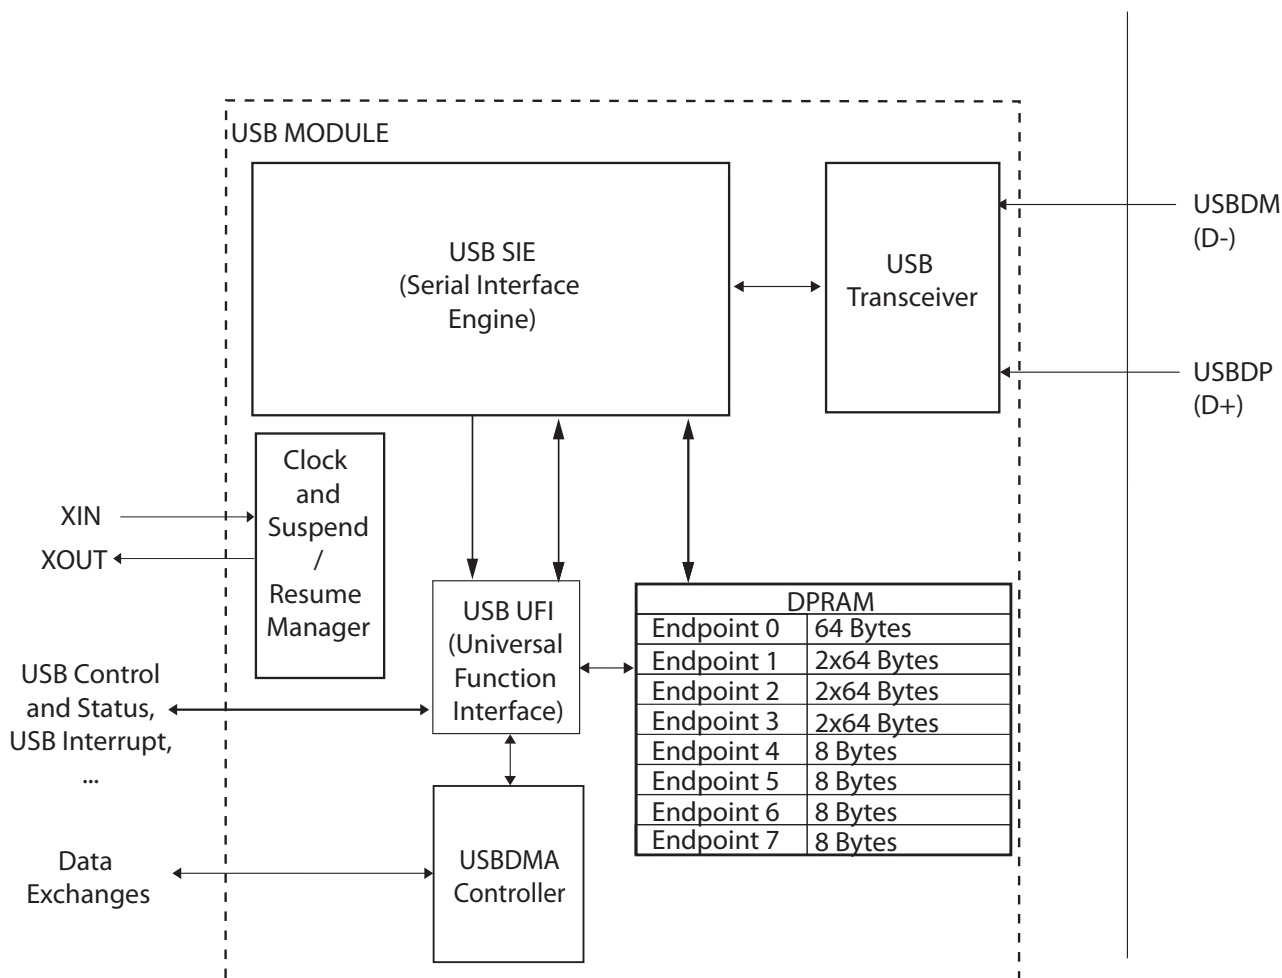 USB MODULE
USB SIE
(Serial Interface
Engine)
USB
Transceiver
USBDM
(D-)
USBDP
(D+)
Clock
and
Suspend
/
Resume
Manager
XIN
XOUT
USB UFI
(Universal
Function
Interface)
DPRAM
Endpoint 0 64 Bytes
Endpoint 1 2x64 Bytes
Endpoint 2 2x64 Bytes
Endpoint 3 2x64 Bytes
Endpoint 4 8 Bytes
Endpoint 5 8 Bytes
Endpoint 6 8 Bytes
Endpoint 7 8 Bytes
USB Control
and Status,
USB Interrupt,
...
USBDMA
Controller
Data
Exchanges